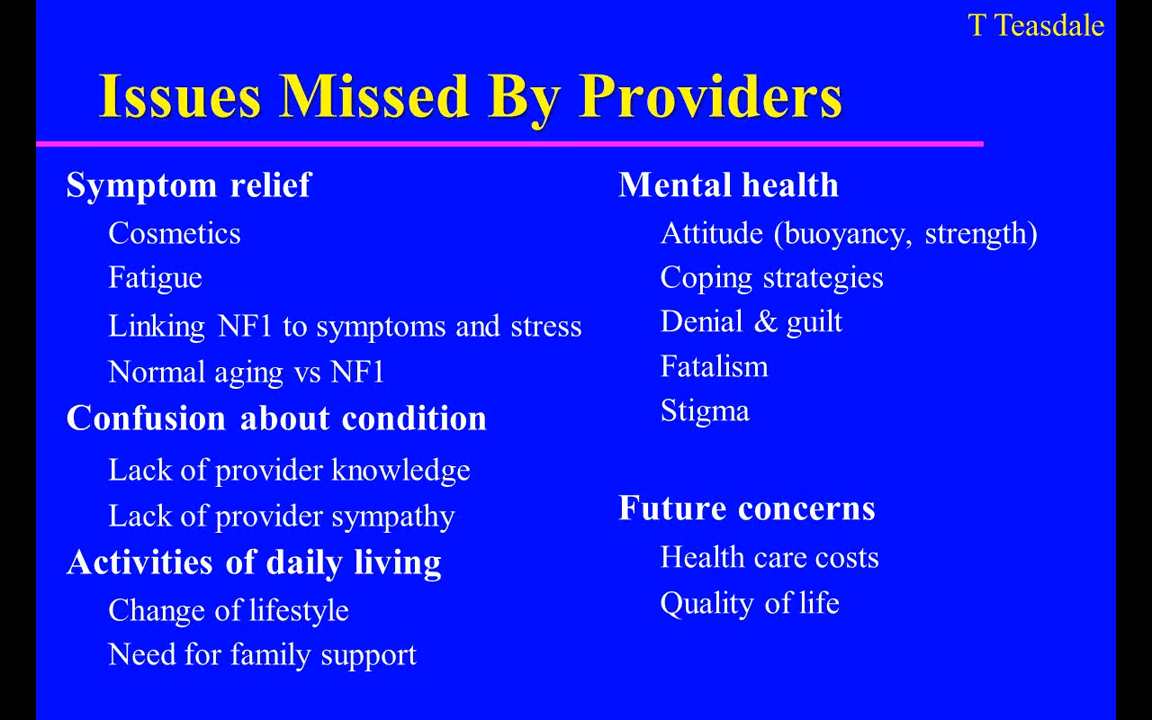 T Teasdale
Issues Missed By Providers
Symptom relief
Cosmetics
Fatigue
Linking NF1 to symptoms and stress
Normal aging vs NF1
Confusion about condition
Lack of provider knowledge
Lack of provider sympathy
Activities of daily living
Change of lifestyle
Need for family support
Mental health
Attitude (buoyancy, strength)
Coping strategies
Denial & guilt
Fatalism
Stigma
Future concerns
Health care costs
Quality of life